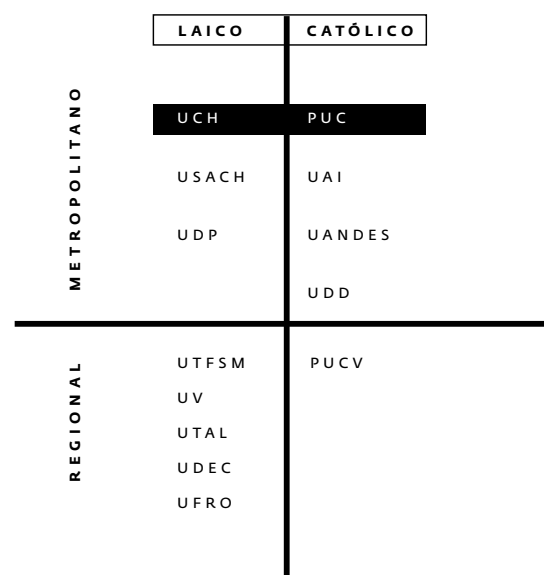 LAICO CATÓLICO
METROPOLITANO
UCH PUC
USACH UAI
UDP UANDES
UDD
REGIONAL
UTFSM PUCV
UV
UTAL
UDEC
UFRO